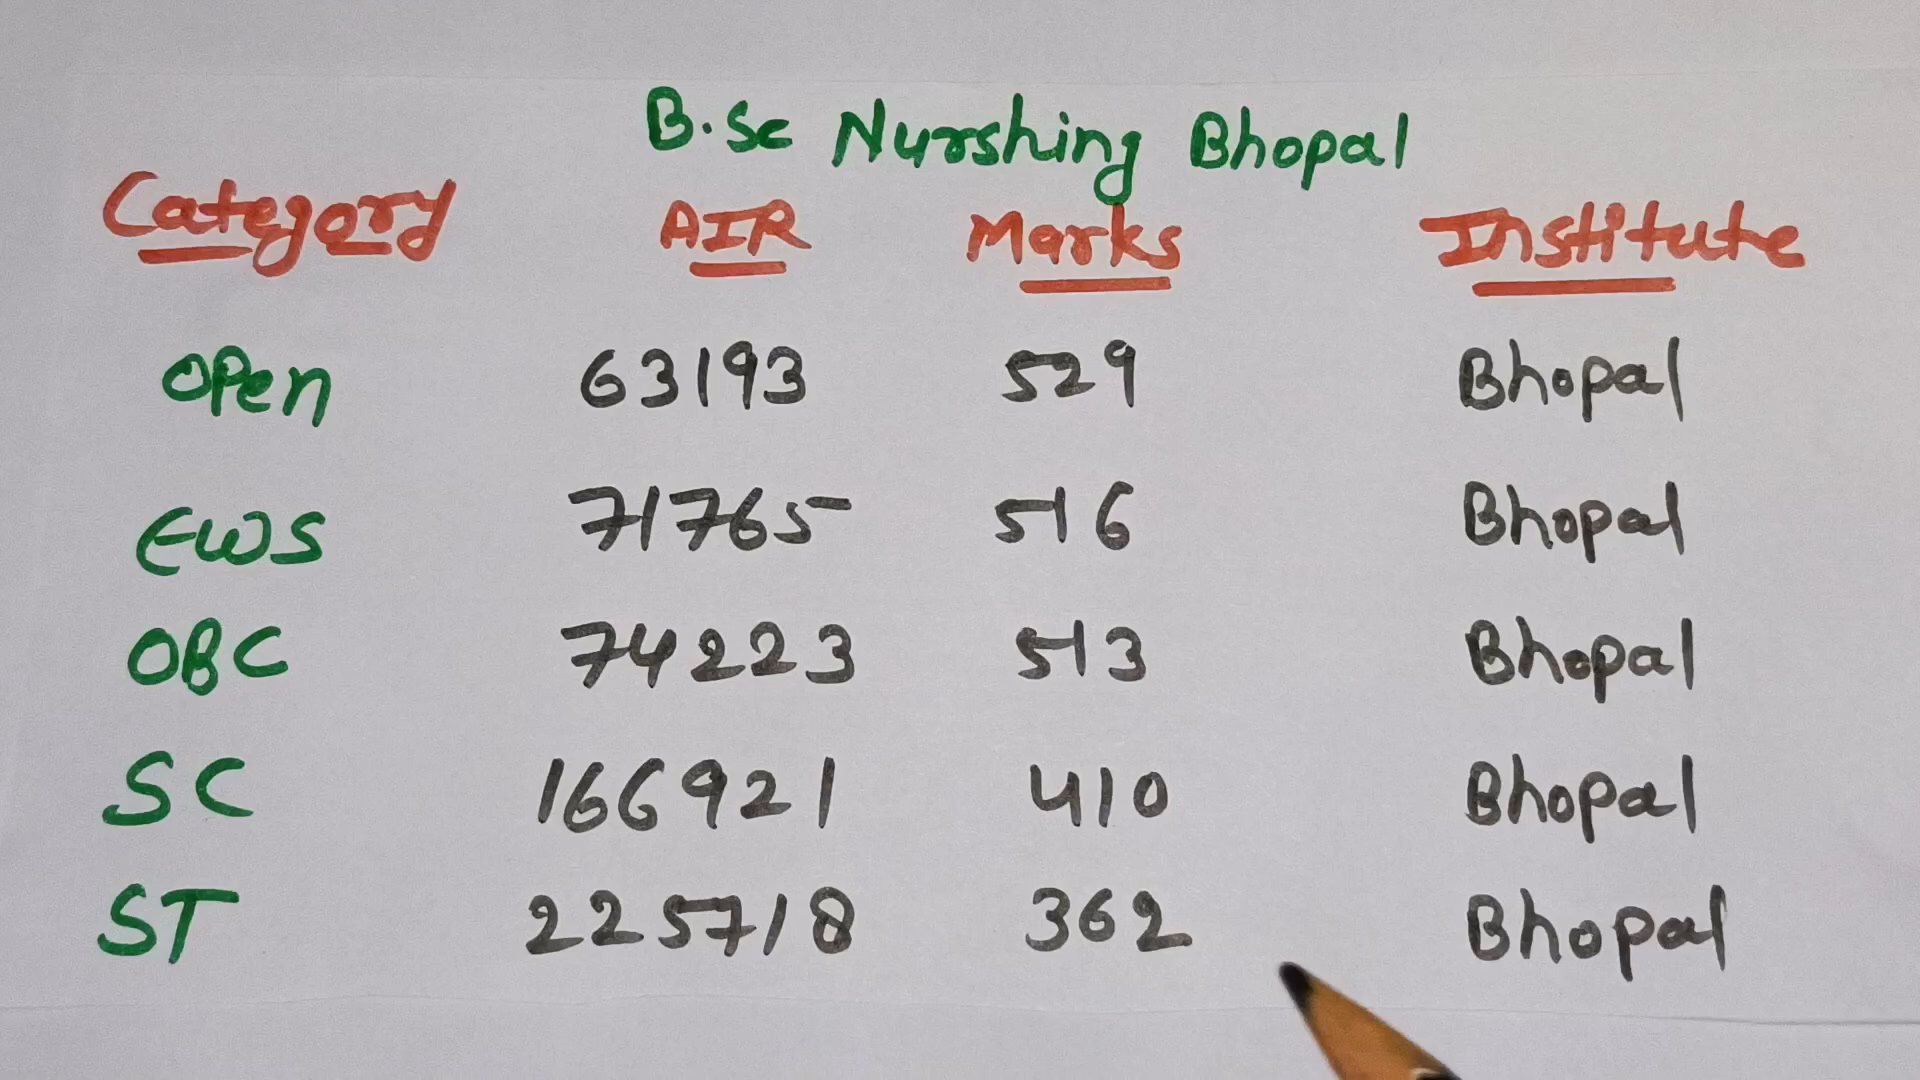 B.Sc Nurshing Bhopal
Category AIR Marks Institute
Open 63193 529 Bhopal
EWS 71765 516 Bhopal
OBC 74223 513 Bhopal
SC 166921 410 Bhopal
ST 225718 362 Bhopal